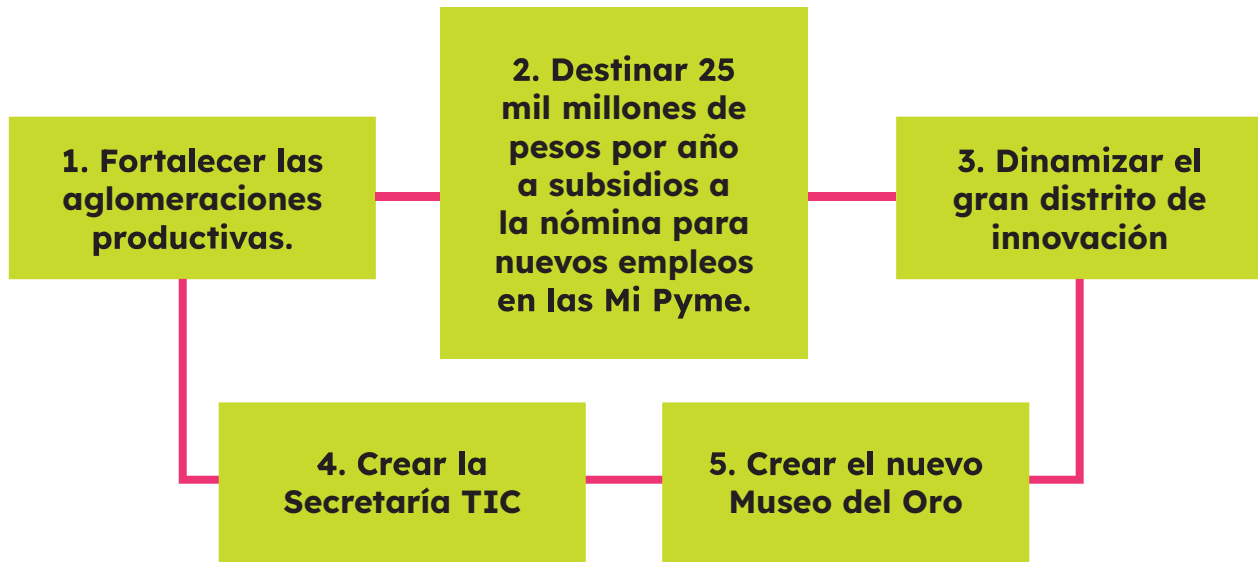 1. Fortalecer las
aglomeraciones
productivas.
2. Destinar 25
mil millones de
pesos por año
a subsidios a
la nómina para
nuevos empleos
en las Mi Pyme.
3. Dinamizar el
gran distrito de
innovación
4. Crear la
Secretaría TIC
5. Crear el nuevo
Museo del Oro